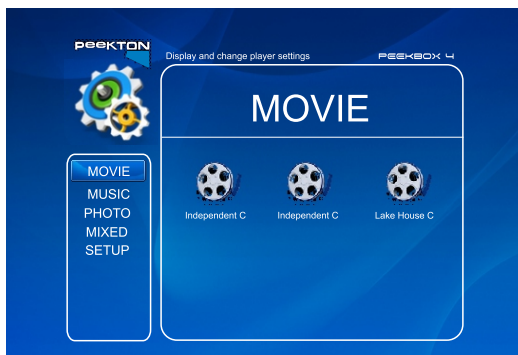 PEEKTON
Display and change player settings
PEEKBOX 4
MOVIE
MOVIE
MUSIC
PHOTO
MIXED
SETUP
Independent C
Independent C
Lake House C